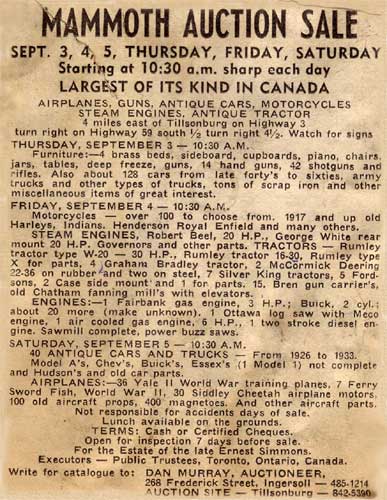 MAMMOTH AUCTION SALE
SEPT. 3, 4, 5, THURSDAY, FRIDAY, SATURDAY
Starting at 10:30 a.m. sharp each day
LARGEST OF ITS KIND IN CANADA
AIRPLANES, GUNS, ANTIQUE CARS, MOTORCYCLES
STEAM ENGINES, ANTIQUE TRACTOR
4 miles east of Tillsonburg on Highway 3
turn right on Highway 59 south ½ turn right 4½. Watch for signs
THURSDAY, SEPTEMBER 3 — 10:30 A.M.
Furniture:—4 brass beds, sideboard, cupboards, piano, chairs,
jars, tables, deep freeze, guns, 14 hand guns, 42 shotguns and
rifles. Also about 128 cars from late forty's to sixties, army
trucks and other types of trucks, tons of scrap iron and other
miscellaneous items of great interest.
FRIDAY, SEPTEMBER 4 — 10:30 A.M.
Motorcycles — over 100 to choose from. 1917 and up old
Harleys, Indians, Henderson Royal Enfield and many others.
STEAM ENGINES, Robert Beel, 20 H.P., George White rear
mount 20 H.P. Governors and other parts. TRACTORS — Rumley
tractor type W-20 — 30 H.P., Rumley tractor 16-30, Rumley type
X for parts, 4 Graham Bradley tractor, 2 McCormick Deering
22-36 on rubber and two on steel, 7 Silver King tractors, 5 Ford-
sons, 2 Case side mount and 1 for parts. 15. Bren gun carrier's,
old Chatham fanning mill's with elevators.
ENGINES:—1 Fairbank gas engine, 3 H.P.; Buick, 2 cyl.;
about 20 more (make unknown). 1 Ottawa log saw with Meco
engine, 1 air cooled gas engine, 6 H.P., 1 two stroke diesel en-
gine. Sawmill complete, power buzz saws.
SATURDAY, SEPTEMBER 5 — 10:30 A.M.
40 ANTIQUE CARS AND TRUCKS — From 1926 to 1933.
Model A's, Chev's, Buick's, Essex's (1 Model 1) not complete
and Hudson's and old car parts.
AIRPLANES:—36 Yale II World War training planes, 7 Ferry
Sword Fish, World War II, 30 Siddley Cheetah airplane motors,
100 old aircraft props, 400 magnetoes. And other aircraft parts.
Not responsible for accidents days of sale.
Lunch available on the grounds.
TERMS: Cash or Certified Cheques.
Open for inspection 7 days before sale.
For the Estate of the late Ernest Simmons.
Executors — Public Trustees, Toronto, Ontario, Canada.
Write for catalogue to: DAN MURRAY, AUCTIONEER,
268 Frederick Street, Ingersoll — 485-1214
AUCTION SITE — Tillsonburg — 842-5390